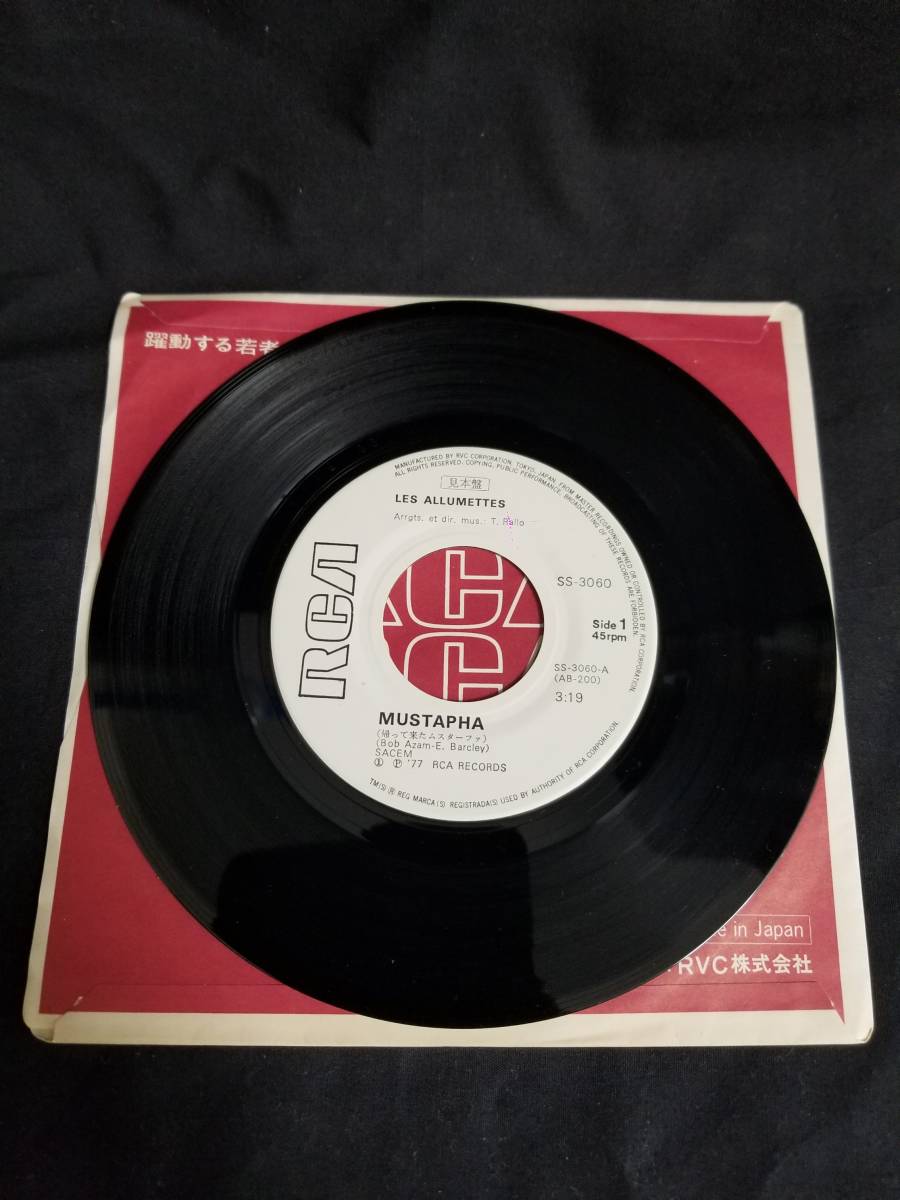 ヤクドウ
躍動する若者
MANUFACTURED BY RVC CORPORATION, TOKYO, JAPAN, FROM MASTER RECORDINGS OWNED OR CONTROLLED BY RCA CORPORATION.
ALL RIGHTS RESERVED. COPYING, PUBLIC PERFORMANCE, BROADCASTING OF THESE RECORDS ARE FORBIDDEN.
見本盤
LES ALLUMETTES
Arrgts. et dir. mus.: T. Rallo
RCA
SS-3060
Side 1
45rpm
SS-3060-A
(AB-200)
3:19
MUSTAPHA
(帰って来たムスターファ)
(Bob Azam-E. Barcley)
SACEM
Ⓟ '77 RCA RECORDS
TM(S) ® REG MARCA(S) REGISTRADA(S) USED BY AUTHORITY OF RCA CORPORATION.
in Japan
RVC株式会社